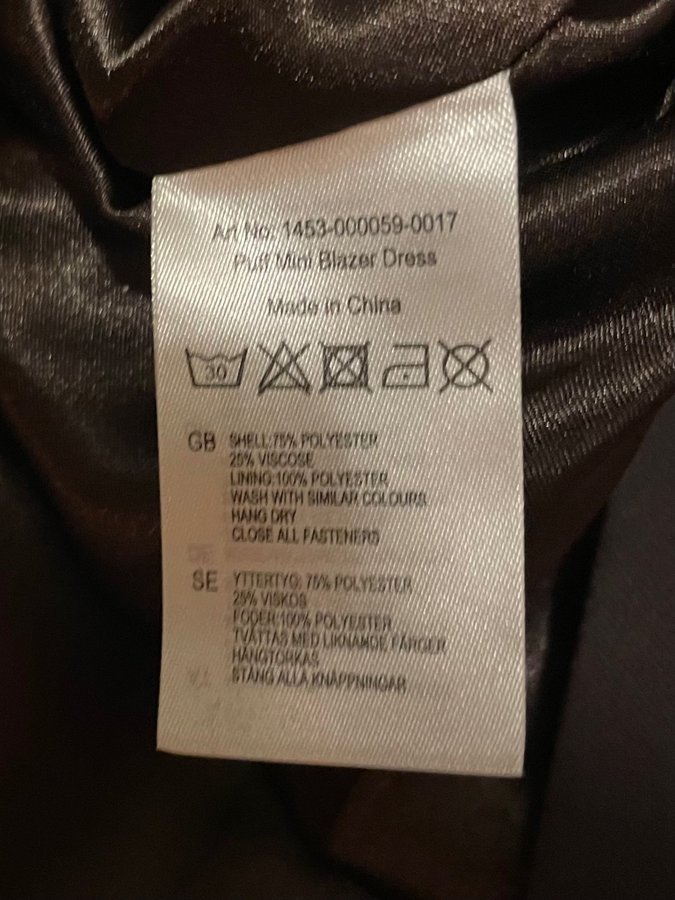 Art No: 1453-000059-0017
Puff Mini Blazer Dress
Made in China
30
GB SHELL:75% POLYESTER
25% VISCOSE
LINING:100% POLYESTER
WASH WITH SIMILAR COLOURS
HANG DRY
CLOSE ALL FASTENERS
SE YTTERTYG: 75% POLYESTER
25% VISKOS
FODER:100% POLYESTER
TVÄTTAS MED LIKNANDE FÄRGER
HÄNGTORKAS
STÄNG ALLA KNÄPPNINGAR